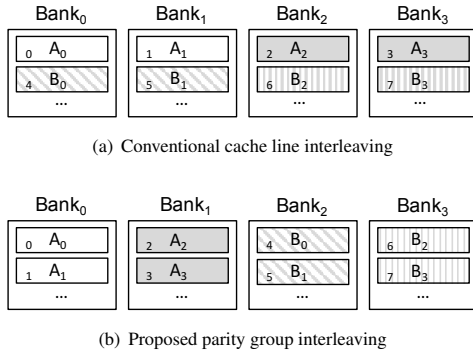 Bank₀ Bank₁ Bank₂ Bank₃
0 A₀ 1 A₁ 2 A₂ 3 A₃
4 B₀ 5 B₁ 6 B₂ 7 B₃
... ... ... ...
(a) Conventional cache line interleaving
Bank₀ Bank₁ Bank₂ Bank₃
0 A₀ 2 A₂ 4 B₀ 6 B₂
1 A₁ 3 A₃ 5 B₁ 7 B₃
... ... ... ...
(b) Proposed parity group interleaving